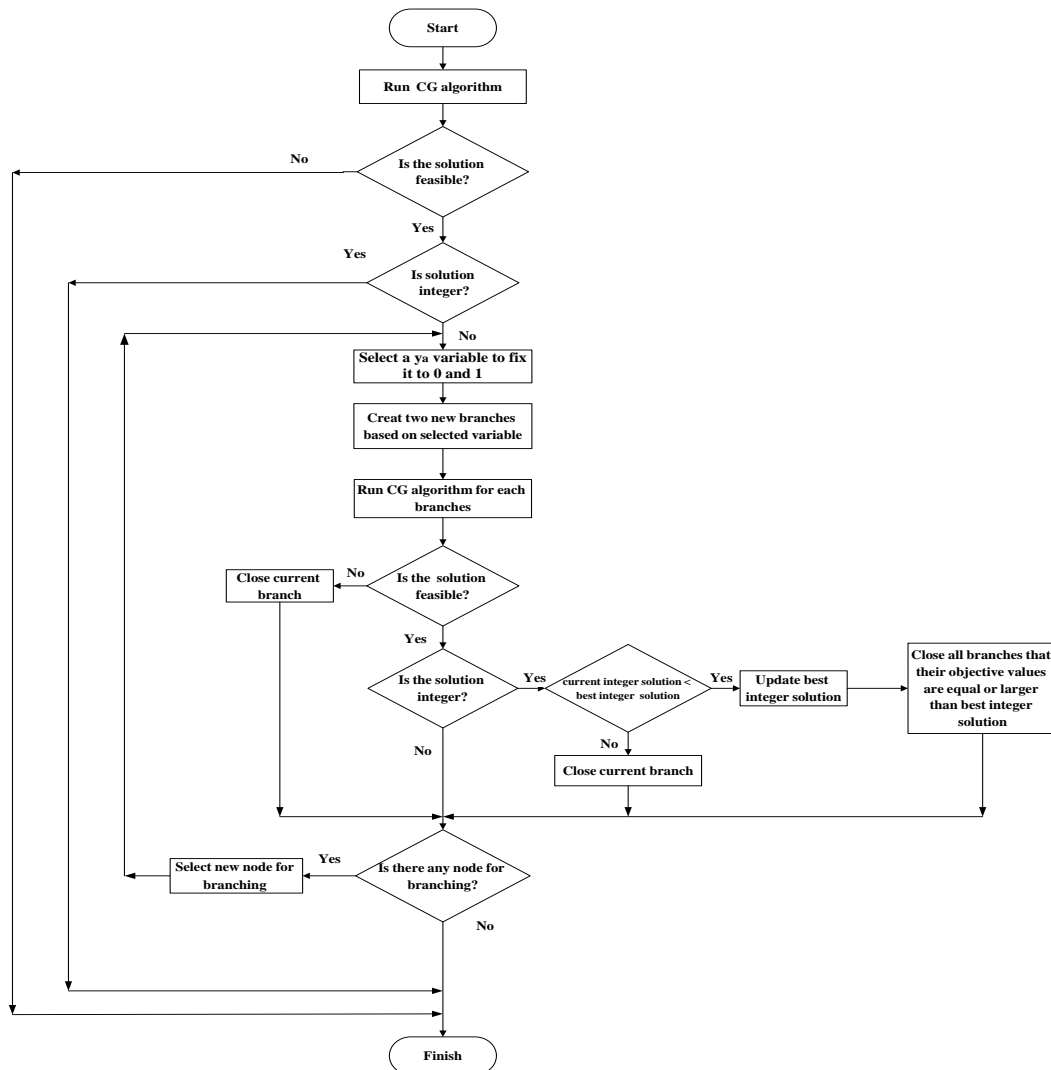 Start
Run CG algorithm
No
Is the solution
feasible?
Yes
Yes
Is solution
integer?
No
Select a ya variable to fix
it to 0 and 1
Creat two new branches
based on selected variable
Run CG algorithm for each
branches
Close current
branch
No
Is the solution
feasible?
Yes
Is the solution
integer?
Yes
current integer solution <
best integer solution
Yes
Update best
integer solution
Close all branches that
their objective values
are equal or larger
than best integer
solution
No
No
Close current branch
Select new node for
branching
Yes
Is there any node for
branching?
No
Finish